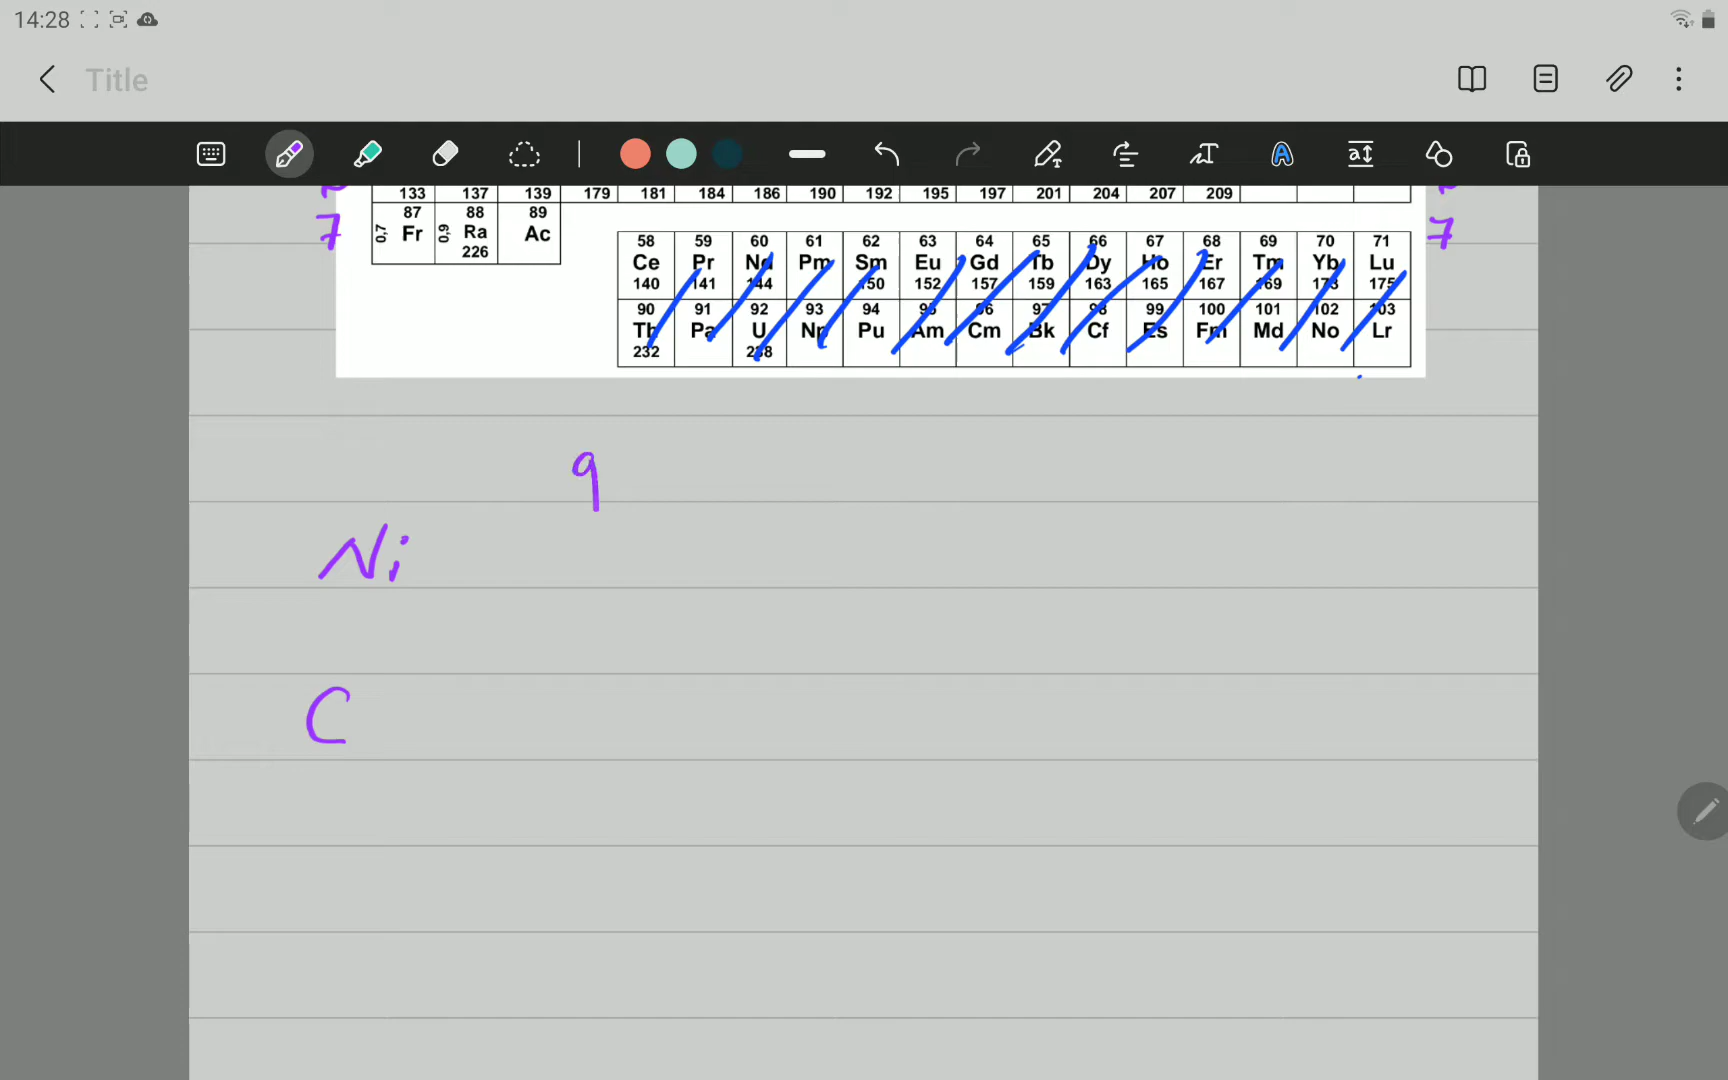 14:28
Title
133 137 139 179 181 184 186 190 192 195 197 201 204 207 209
7 87 88 89 7
0,7 Fr 0,9 Ra Ac
226
58 59 60 61 62 63 64 65 66 67 68 69 70 71
Ce Pr Nd Pm Sm Eu Gd Tb Dy Ho Er Tm Yb Lu
140 141 144 150 152 157 159 163 165 167 169 173 175
90 91 92 93 94 95 96 97 98 99 100 101 102 103
Th Pa U Np Pu Am Cm Bk Cf Es Fm Md No Lr
232 238
9
Ni
C